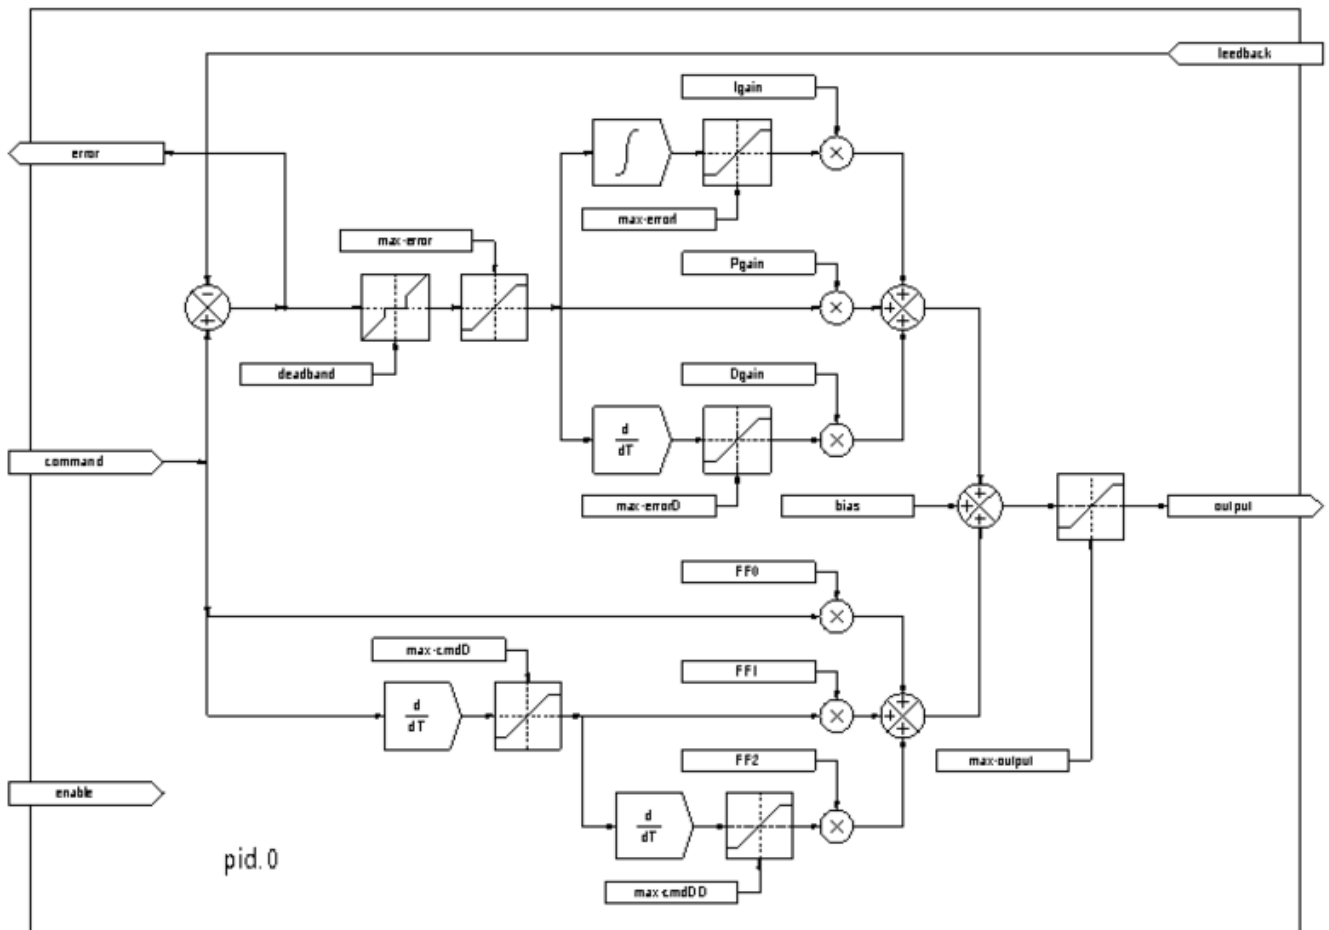 feedback
Igain
error
max-errorI
max-error
Pgain
deadband
Dgain
d
dT
command
max-errorD
bias
output
FF0
max-cmdD
FF1
d
dT
FF2
max-output
enable
d
dT
pid.0
max-cmdDD